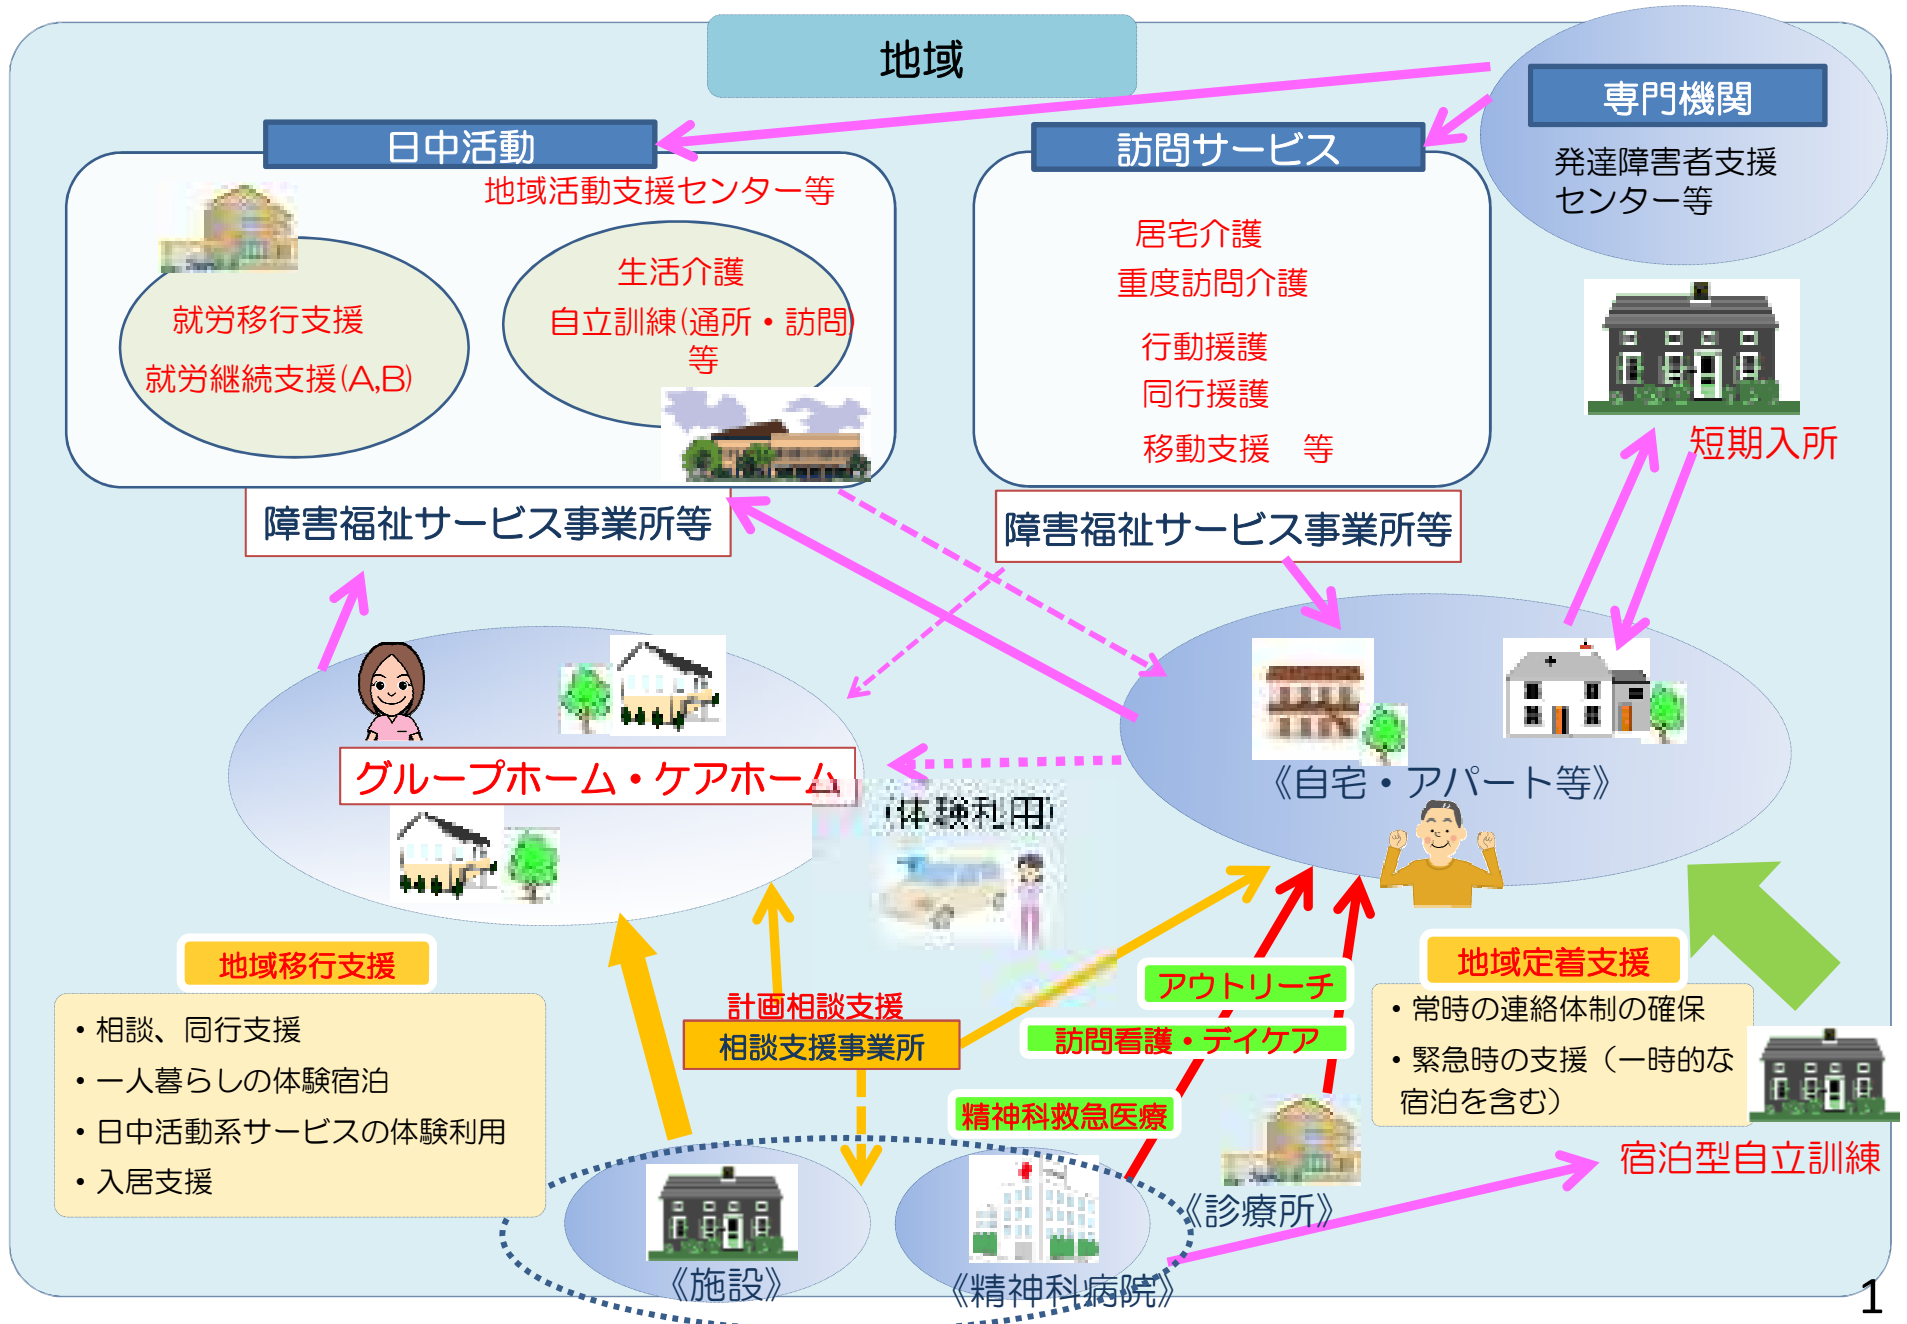 地域
専門機関
発達障害者支援
センター等
日中活動
地域活動支援センター等
就労移行支援
就労継続支援(A,B)
生活介護
自立訓練(通所・訪問)
等
障害福祉サービス事業所等
訪問サービス
居宅介護
重度訪問介護
行動援護
同行援護
移動支援　等
障害福祉サービス事業所等
短期入所
グループホーム・ケアホーム
(体験利用)
《自宅・アパート等》
地域移行支援
・相談、同行支援
・一人暮らしの体験宿泊
・日中活動系サービスの体験利用
・入居支援
計画相談支援
相談支援事業所
アウトリーチ
訪問看護・デイケア
精神科救急医療
地域定着支援
・常時の連絡体制の確保
・緊急時の支援（一時的な
宿泊を含む）
宿泊型自立訓練
《診療所》
《施設》
《精神科病院》
1